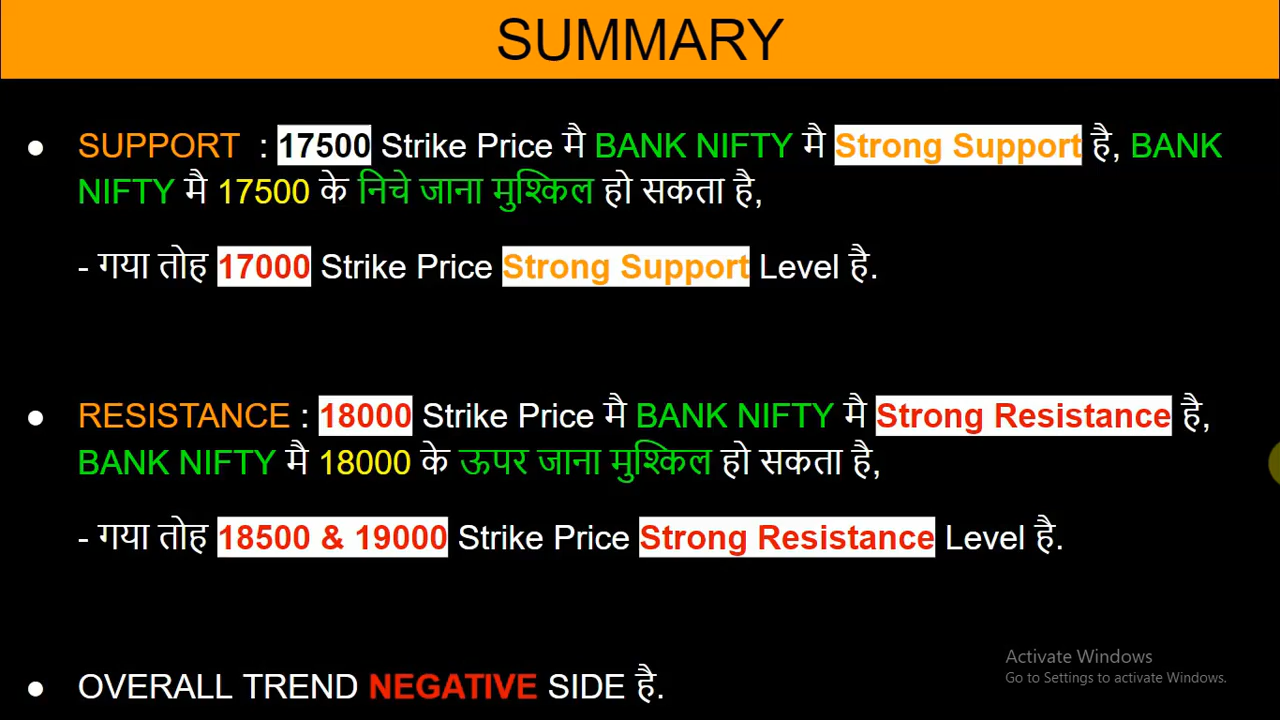 SUMMARY
● SUPPORT : 17500 Strike Price मै BANK NIFTY मै Strong Support है, BANK
NIFTY मै 17500 के निचे जाना मुश्किल हो सकता है,
- गया तोह 17000 Strike Price Strong Support Level है.
● RESISTANCE : 18000 Strike Price मै BANK NIFTY मै Strong Resistance है,
BANK NIFTY मै 18000 के ऊपर जाना मुश्किल हो सकता है,
- गया तोह 18500 & 19000 Strike Price Strong Resistance Level है.
Activate Windows
Go to Settings to activate Windows.
● OVERALL TREND NEGATIVE SIDE है.